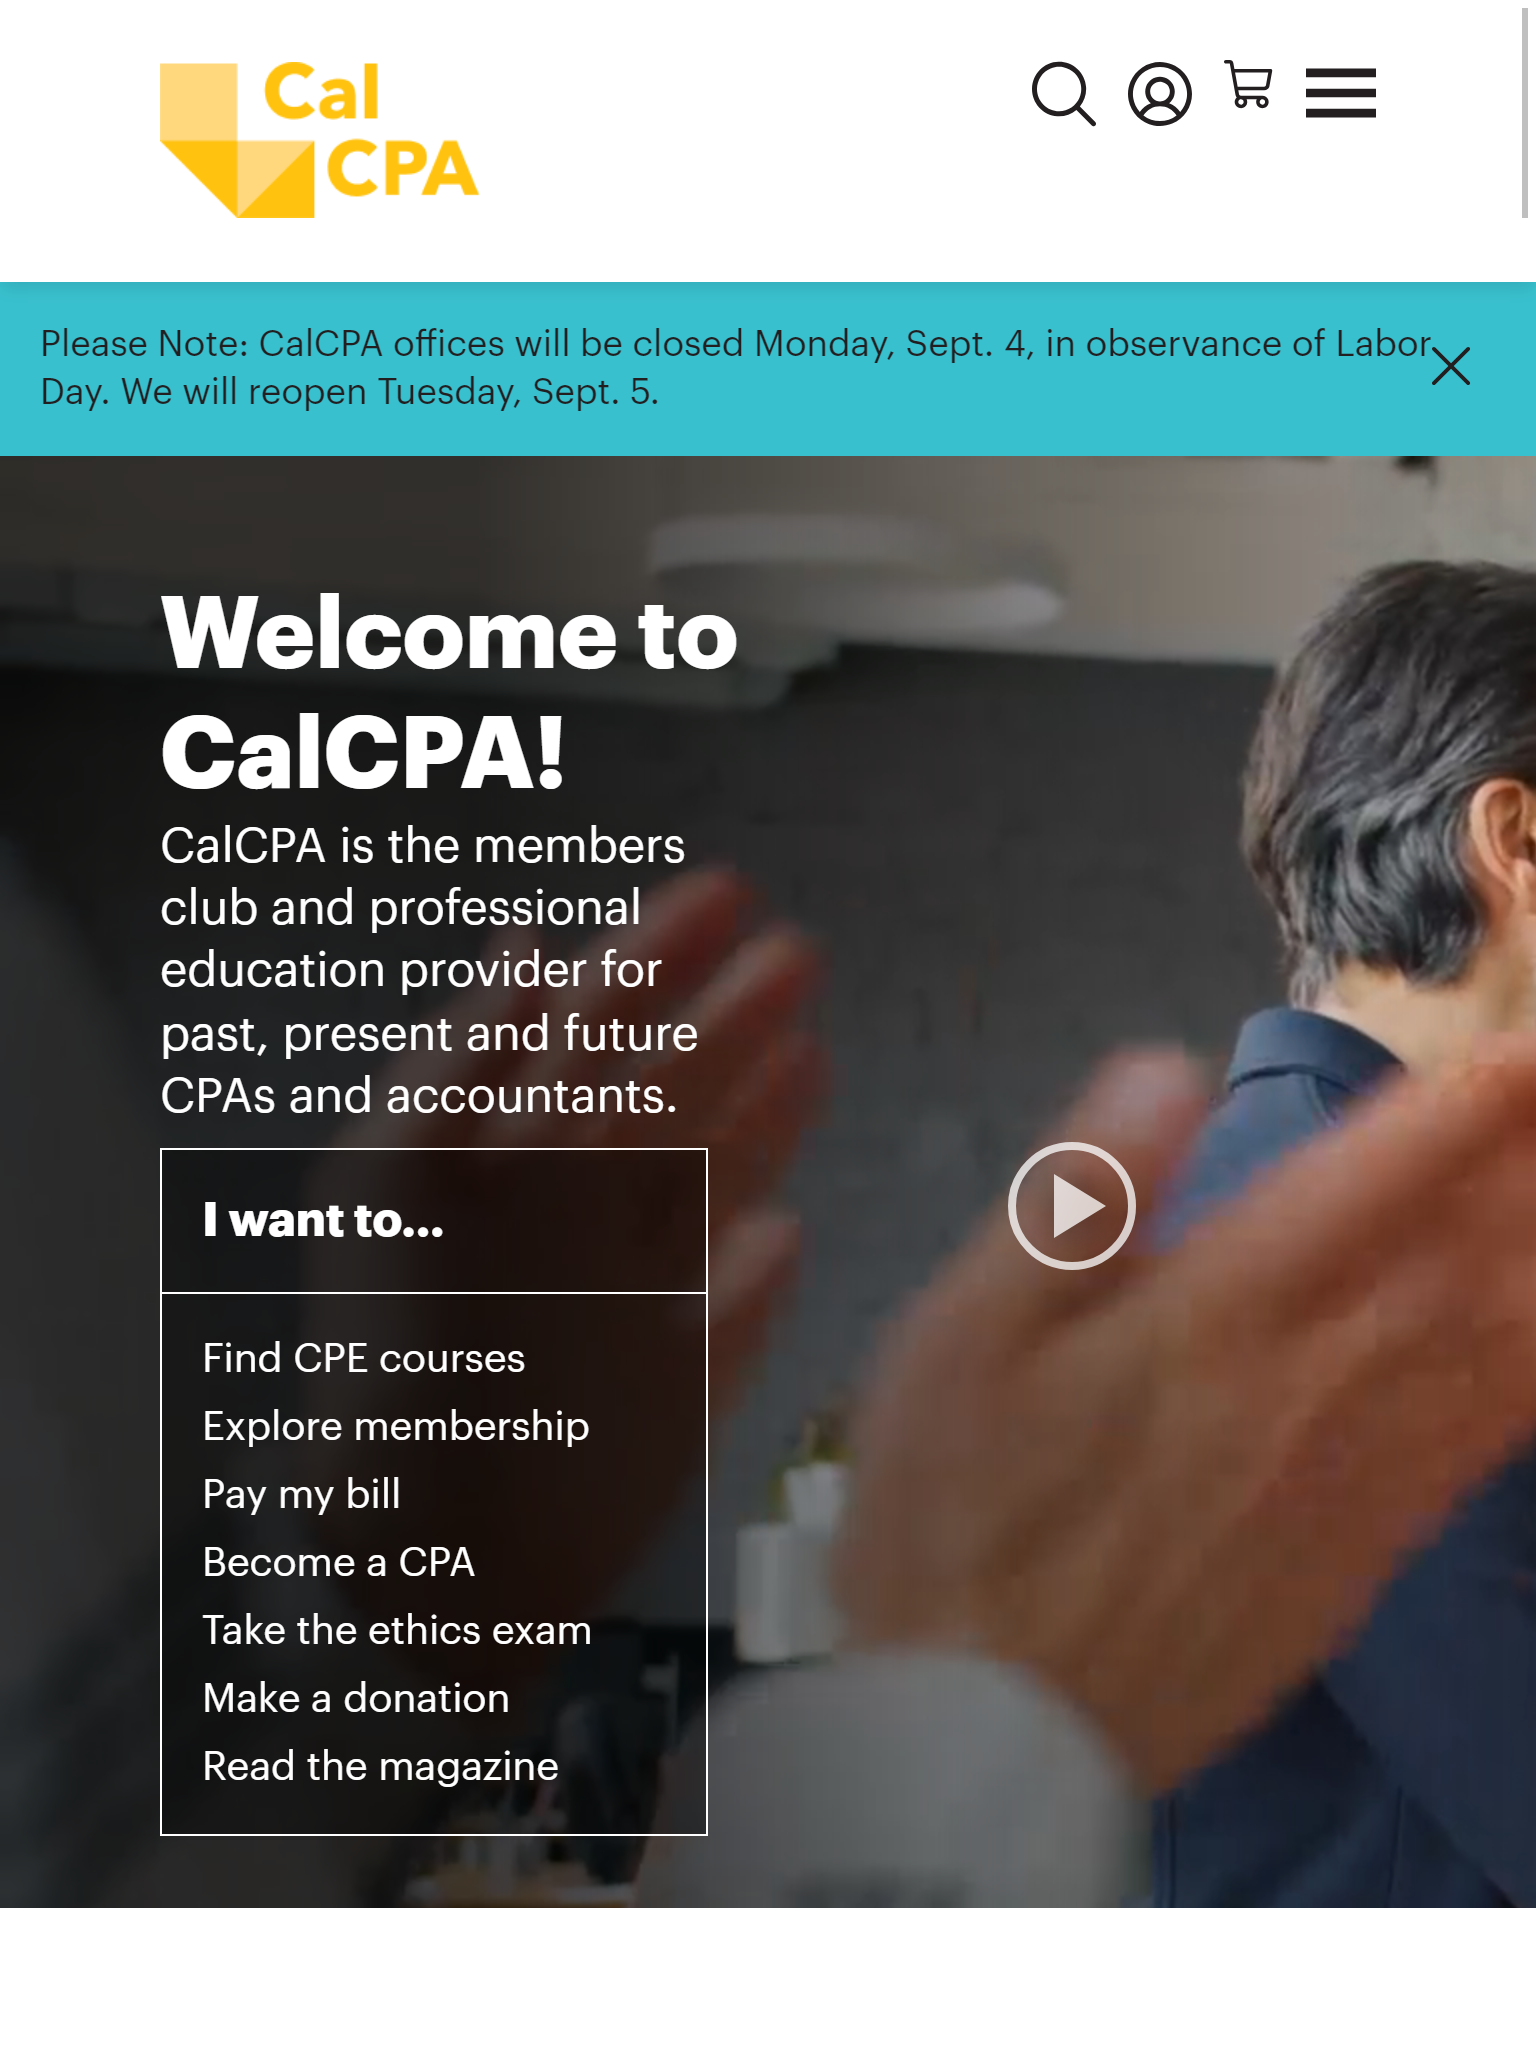 Cal
CPA
Please Note: CalCPA offices will be closed Monday, Sept. 4, in observance of Labor
Day. We will reopen Tuesday, Sept. 5.
Welcome to
CalCPA!
CalCPA is the members
club and professional
education provider for
past, present and future
CPAs and accountants.
I want to...
Find CPE courses
Explore membership
Pay my bill
Become a CPA
Take the ethics exam
Make a donation
Read the magazine